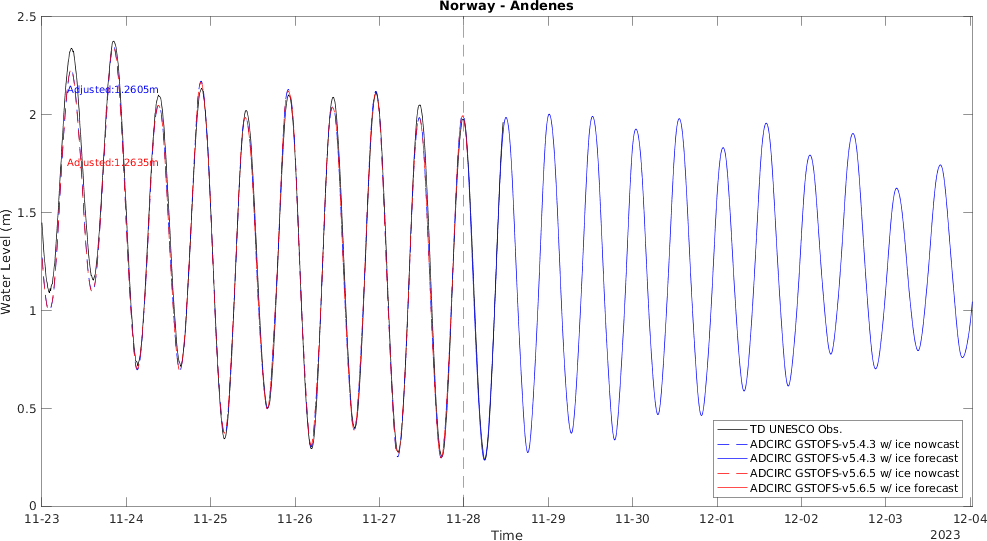 Norway - Andenes
2.5
2
1.5
1
0.5
0
Water Level (m)
Adjusted:1.2605m
Adjusted:1.2635m
TD UNESCO Obs.
ADCIRC GSTOFS-v5.4.3 w/ ice nowcast
ADCIRC GSTOFS-v5.4.3 w/ ice forecast
ADCIRC GSTOFS-v5.6.5 w/ ice nowcast
ADCIRC GSTOFS-v5.6.5 w/ ice forecast
11-23 11-24 11-25 11-26 11-27 11-28 11-29 11-30 12-01 12-02 12-03 12-04
Time
2023